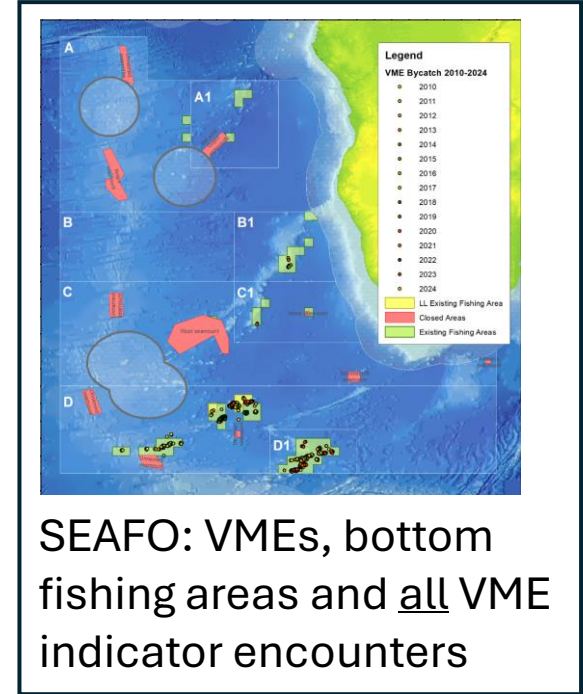 A
A1
B
B1
C
C1
D
D1
Legend
VME Bycatch 2010-2024
2010
2011
2012
2013
2014
2015
2016
2017
2018
2019
2020
2021
2022
2023
2024
LL Existing Fishing Area
Closed Areas
Existing Fishing Areas
SEAFO: VMEs, bottom
fishing areas and all VME
indicator encounters